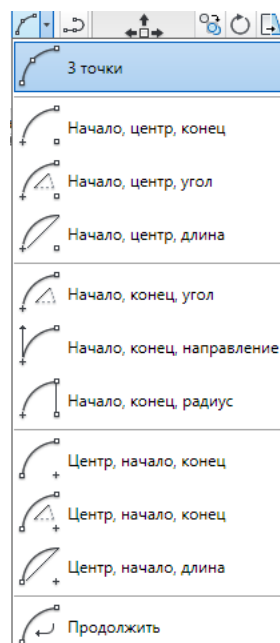 3 точки
Начало, центр, конец
Начало, центр, угол
Начало, центр, длина
Начало, конец, угол
Начало, конец, направление
Начало, конец, радиус
Центр, начало, конец
Центр, начало, конец
Центр, начало, длина
Продолжить